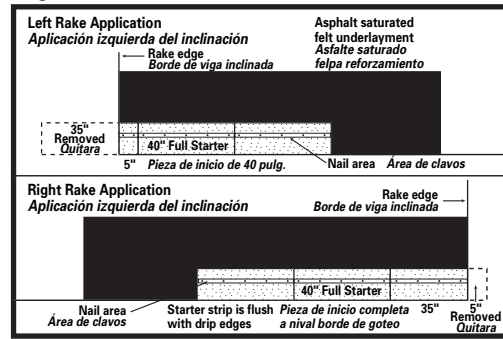 Left Rake Application
Aplicación izquierda del inclinación
Rake edge
Borde de viga inclinada
Asphalt saturated
felt underlayment
Asfalte saturado
felpa reforzamiento
35"
Removed
Quitara
40" Full Starter
5"
Pieza de inicio de 40 pulg.
Nail area
Área de clavos
Right Rake Application
Aplicación izquierda del inclinación
Rake edge
Borde de viga inclinada
40" Full Starter
Nail area
Área de clavos
Starter strip is flush
with drip edges
Pieza de inicio completa
a nival borde de goteo
35"
5"
Removed
Quitara